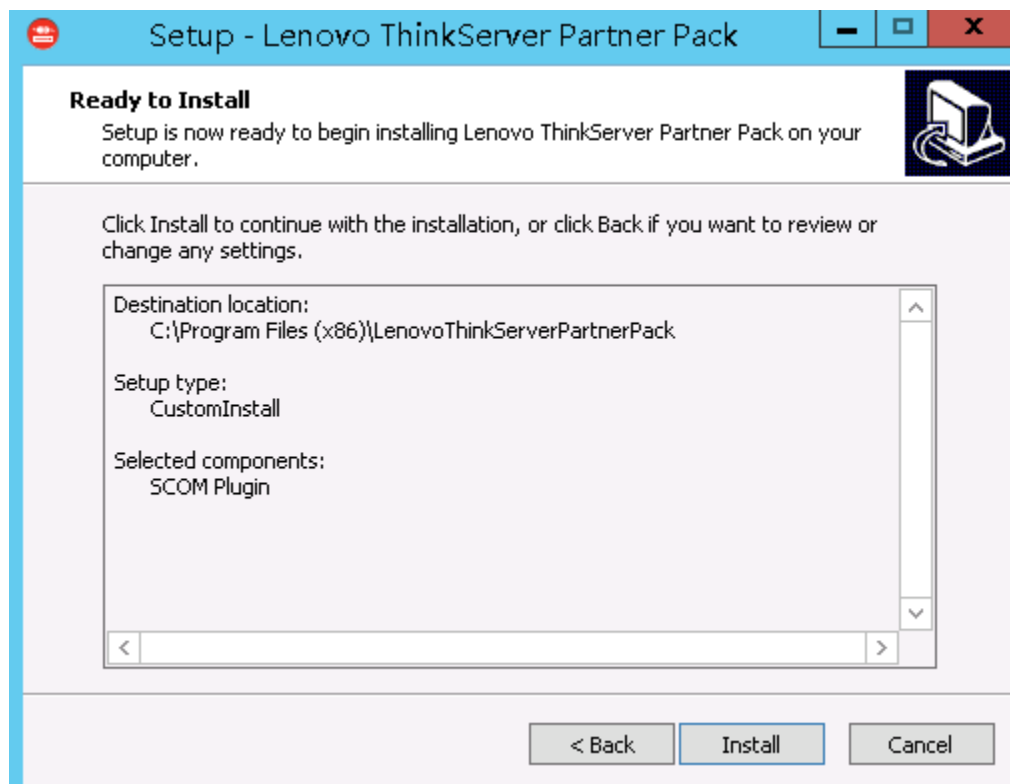 Setup - Lenovo ThinkServer Partner Pack
Ready to Install
Setup is now ready to begin installing Lenovo ThinkServer Partner Pack on your
computer.
Click Install to continue with the installation, or click Back if you want to review or
change any settings.
Destination location:
C:\Program Files (x86)\LenovoThinkServerPartnerPack
Setup type:
CustomInstall
Selected components:
SCOM Plugin
< Back
Install
Cancel